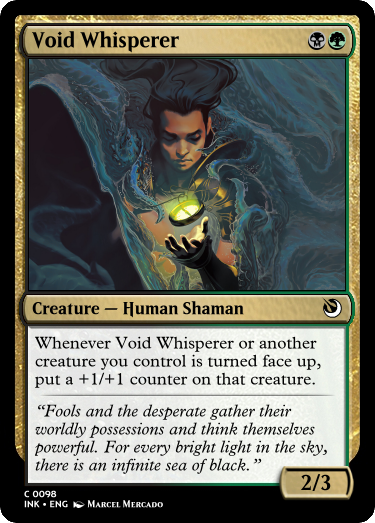 Void Whisperer
Creature — Human Shaman
Whenever Void Whisperer or another
creature you control is turned face up,
put a +1/+1 counter on that creature.
“Fools and the desperate gather their
worldly possessions and think themselves
powerful. For every bright light in the sky,
there is an infinite sea of black.”
2/3
C 0098
INK • ENG Marcel Mercado